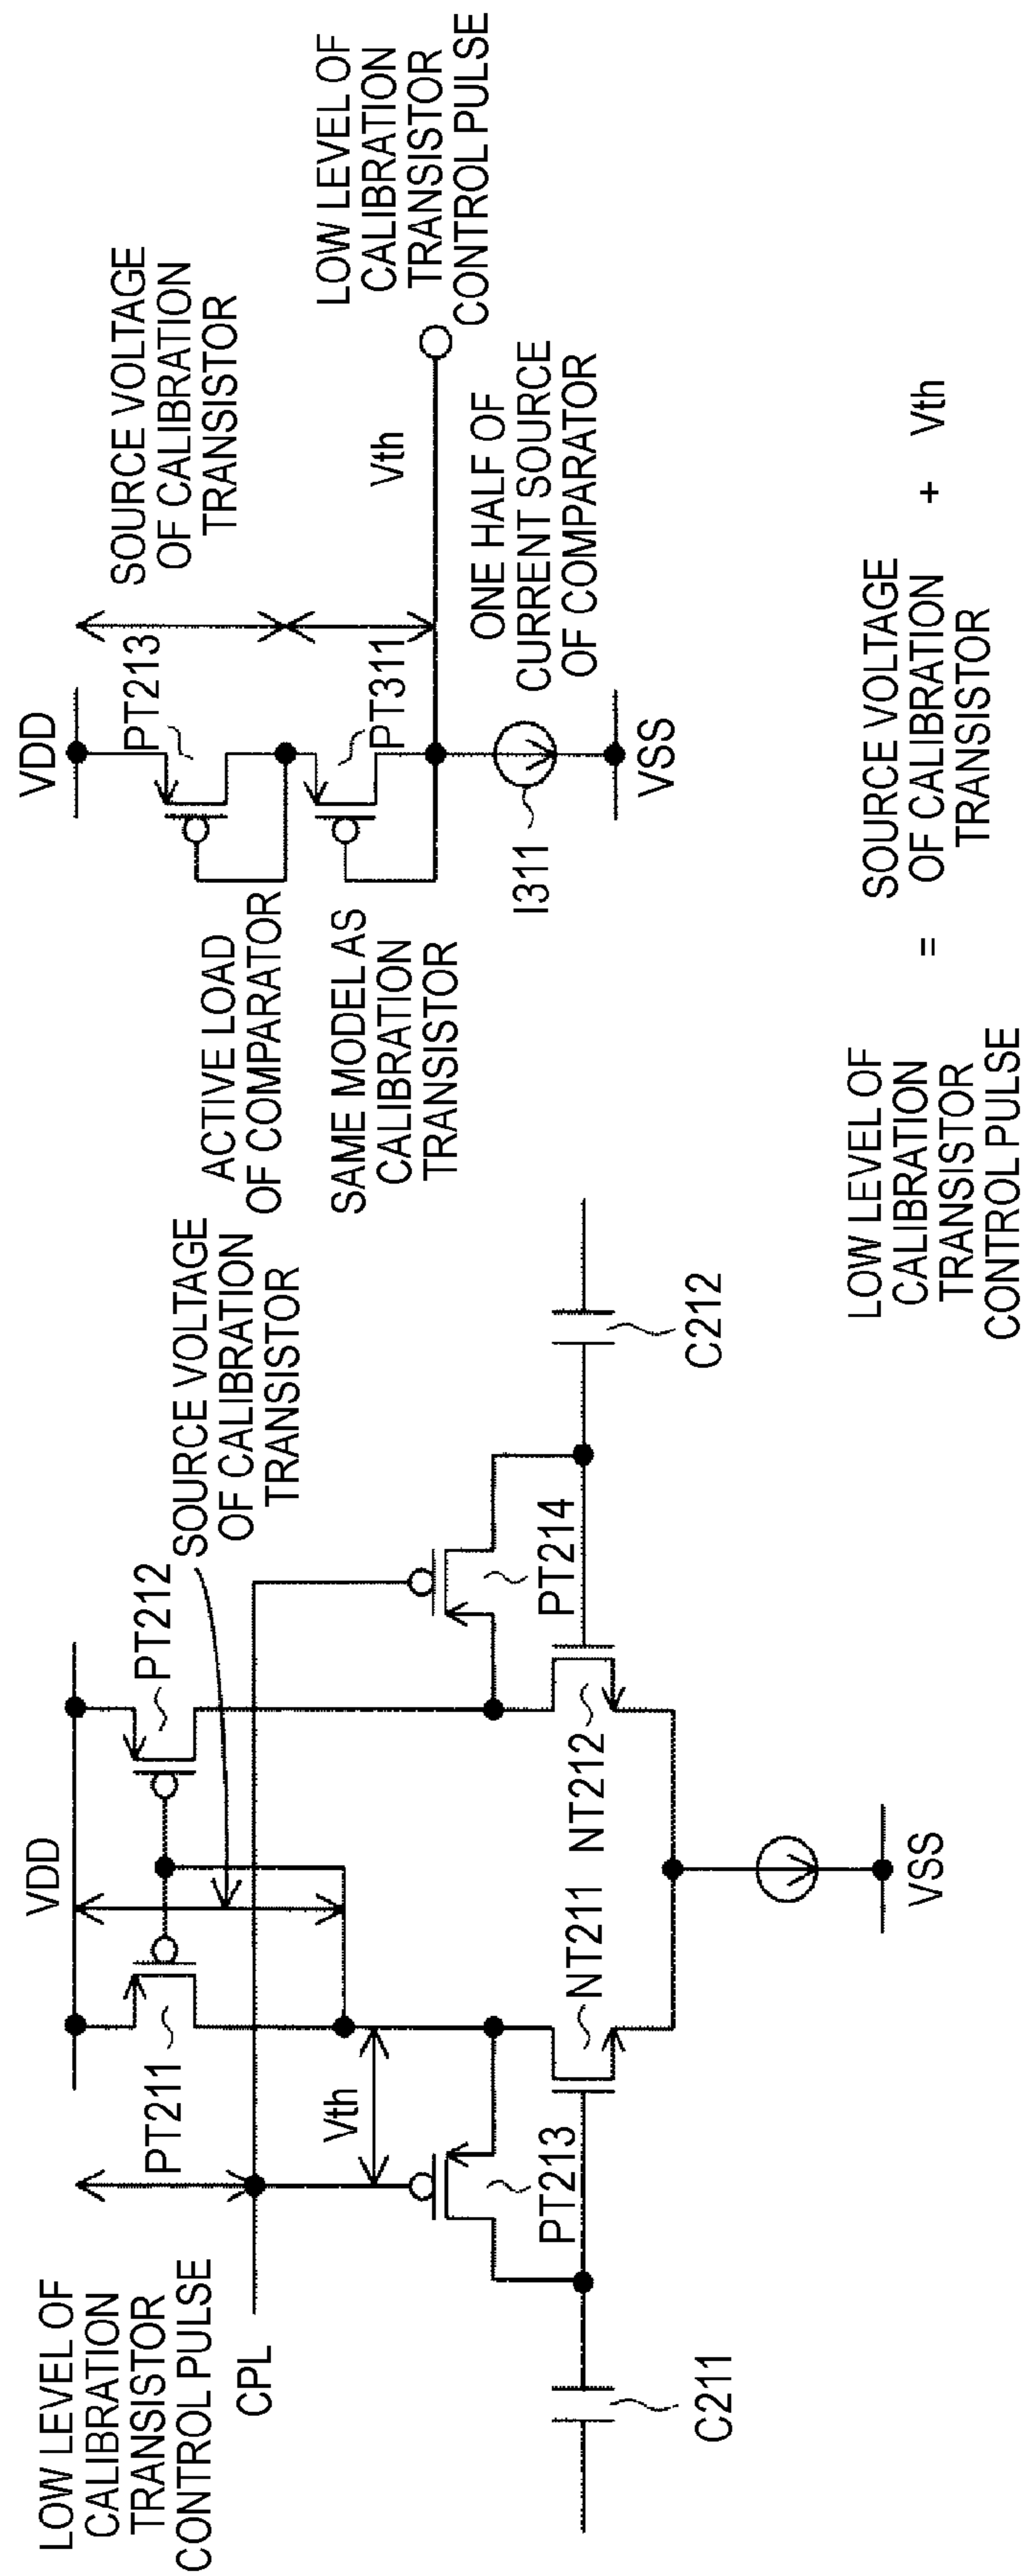 LOW LEVEL OF
CALIBRATION
TRANSISTOR
CONTROL PULSE
CPL
VDD
PT211
PT212
SOURCE VOLTAGE
OF CALIBRATION
TRANSISTOR
Vth
PT213
PT214
NT211
NT212
C211
C212
VSS
VDD
PT213
SOURCE VOLTAGE
OF CALIBRATION
TRANSISTOR
ACTIVE LOAD
OF COMPARATOR
PT311
SAME MODEL AS
CALIBRATION
TRANSISTOR
Vth
LOW LEVEL OF
CALIBRATION
TRANSISTOR
CONTROL PULSE
I311
ONE HALF OF
CURRENT SOURCE
OF COMPARATOR
VSS
LOW LEVEL OF
CALIBRATION
TRANSISTOR
CONTROL PULSE
=
SOURCE VOLTAGE
OF CALIBRATION
TRANSISTOR
+
Vth